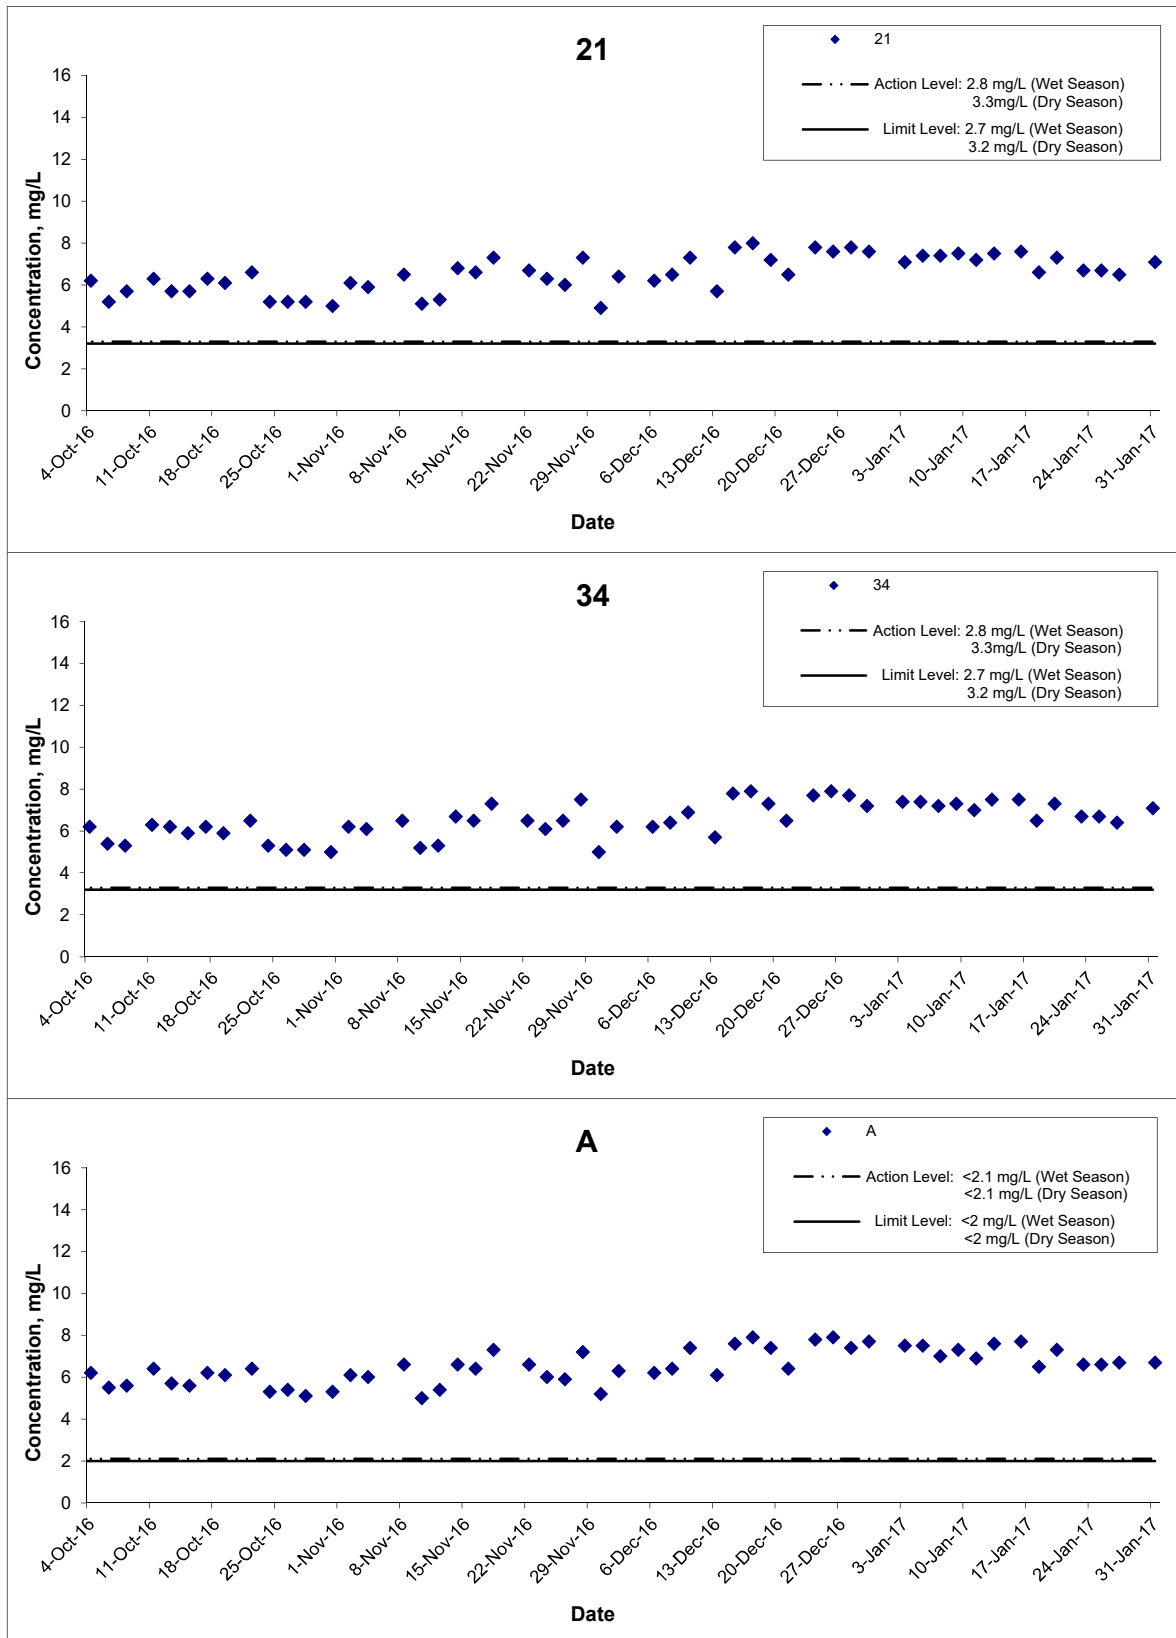 21
21
Action Level: 2.8 mg/L (Wet Season)
3.3mg/L (Dry Season)
Limit Level: 2.7 mg/L (Wet Season)
3.2 mg/L (Dry Season)
Concentration, mg/L
16
14
12
10
8
6
4
2
0
4-Oct-16
11-Oct-16
18-Oct-16
25-Oct-16
1-Nov-16
8-Nov-16
15-Nov-16
22-Nov-16
29-Nov-16
6-Dec-16
13-Dec-16
20-Dec-16
27-Dec-16
3-Jan-17
10-Jan-17
17-Jan-17
24-Jan-17
31-Jan-17
Date
34
34
Action Level: 2.8 mg/L (Wet Season)
3.3mg/L (Dry Season)
Limit Level: 2.7 mg/L (Wet Season)
3.2 mg/L (Dry Season)
Concentration, mg/L
16
14
12
10
8
6
4
2
0
4-Oct-16
11-Oct-16
18-Oct-16
25-Oct-16
1-Nov-16
8-Nov-16
15-Nov-16
22-Nov-16
29-Nov-16
6-Dec-16
13-Dec-16
20-Dec-16
27-Dec-16
3-Jan-17
10-Jan-17
17-Jan-17
24-Jan-17
31-Jan-17
Date
A
A
Action Level: <2.1 mg/L (Wet Season)
<2.1 mg/L (Dry Season)
Limit Level: <2 mg/L (Wet Season)
<2 mg/L (Dry Season)
Concentration, mg/L
16
14
12
10
8
6
4
2
0
4-Oct-16
11-Oct-16
18-Oct-16
25-Oct-16
1-Nov-16
8-Nov-16
15-Nov-16
22-Nov-16
29-Nov-16
6-Dec-16
13-Dec-16
20-Dec-16
27-Dec-16
3-Jan-17
10-Jan-17
17-Jan-17
24-Jan-17
31-Jan-17
Date